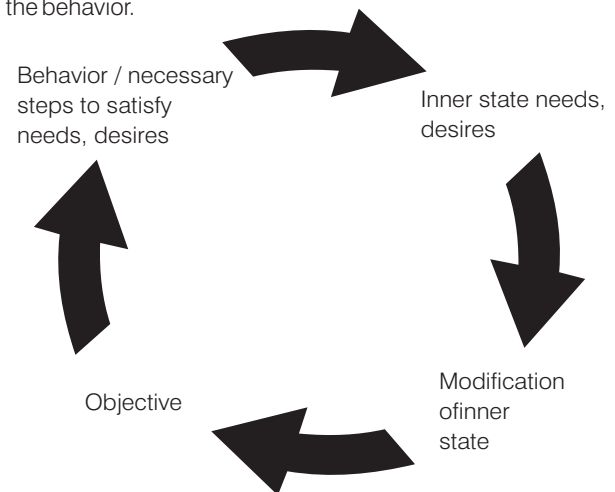 the behavior.
Behavior / necessary
steps to satisfy
needs, desires
Inner state needs,
desires
Modification
ofinner
state
Objective